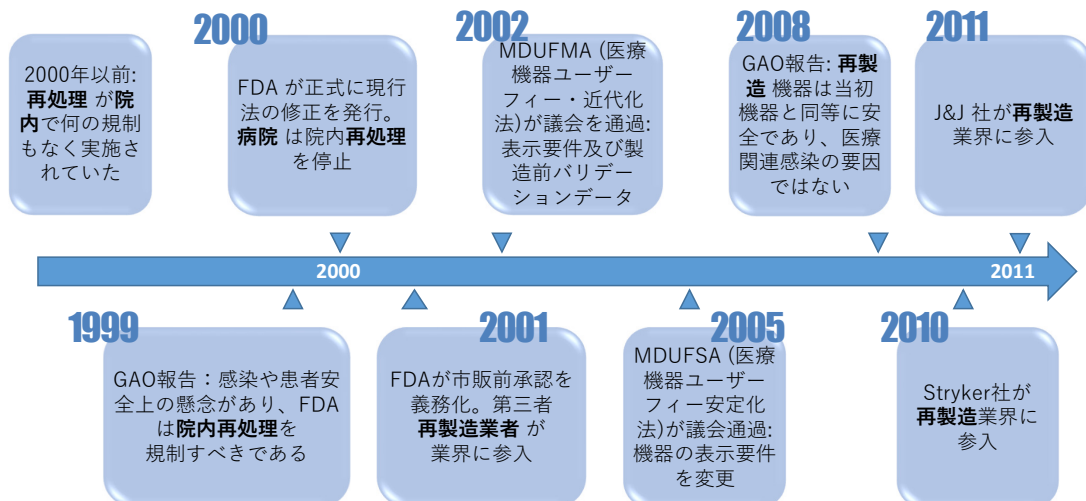 2000年以前:
再処理 が院
内で何の規制
もなく実施さ
れていた
2000
FDA が正式に現行
法の修正を発行。
病院 は院内再処理
を停止
2002
MDUFMA (医療
機器ユーザー
フィー・近代化
法)が議会を通過:
表示要件及び製
造前バリデー
ションデータ
2008
GAO報告: 再製
造 機器は当初
機器と同等に安
全であり、医療
関連感染の要因
ではない
2011
J&J 社が再製造
業界に参入
2000
2011
1999
GAO報告：感染や患者安
全上の懸念があり、FDA
は院内再処理を
規制すべきである
2001
FDAが市販前承認を
義務化。第三者
再製造業者 が
業界に参入
2005
MDUFSA (医療
機器ユーザー
フィー安定化
法)が議会通過:
機器の表示要件
を変更
2010
Stryker社が
再製造業界に
参入